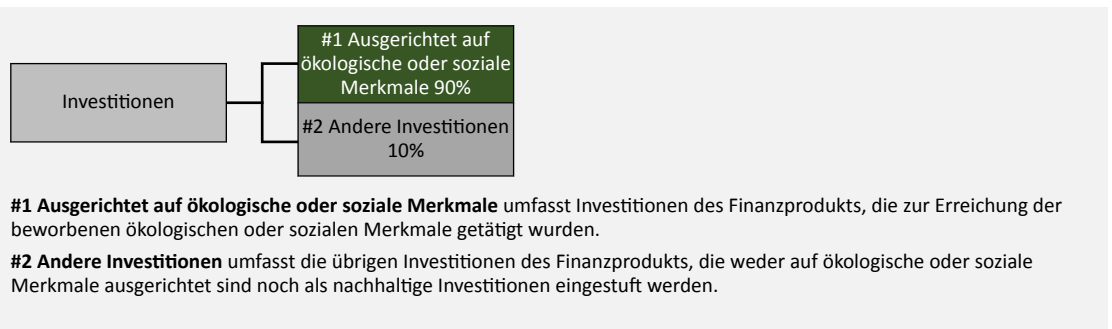 #1 Ausgerichtet auf
ökologische oder soziale
Merkmale 90%
Investitionen
#2 Andere Investitionen
10%
#1 Ausgerichtet auf ökologische oder soziale Merkmale umfasst Investitionen des Finanzprodukts, die zur Erreichung der
beworbenen ökologischen oder sozialen Merkmale getätigt wurden.
#2 Andere Investitionen umfasst die übrigen Investitionen des Finanzprodukts, die weder auf ökologische oder soziale
Merkmale ausgerichtet sind noch als nachhaltige Investitionen eingestuft werden.